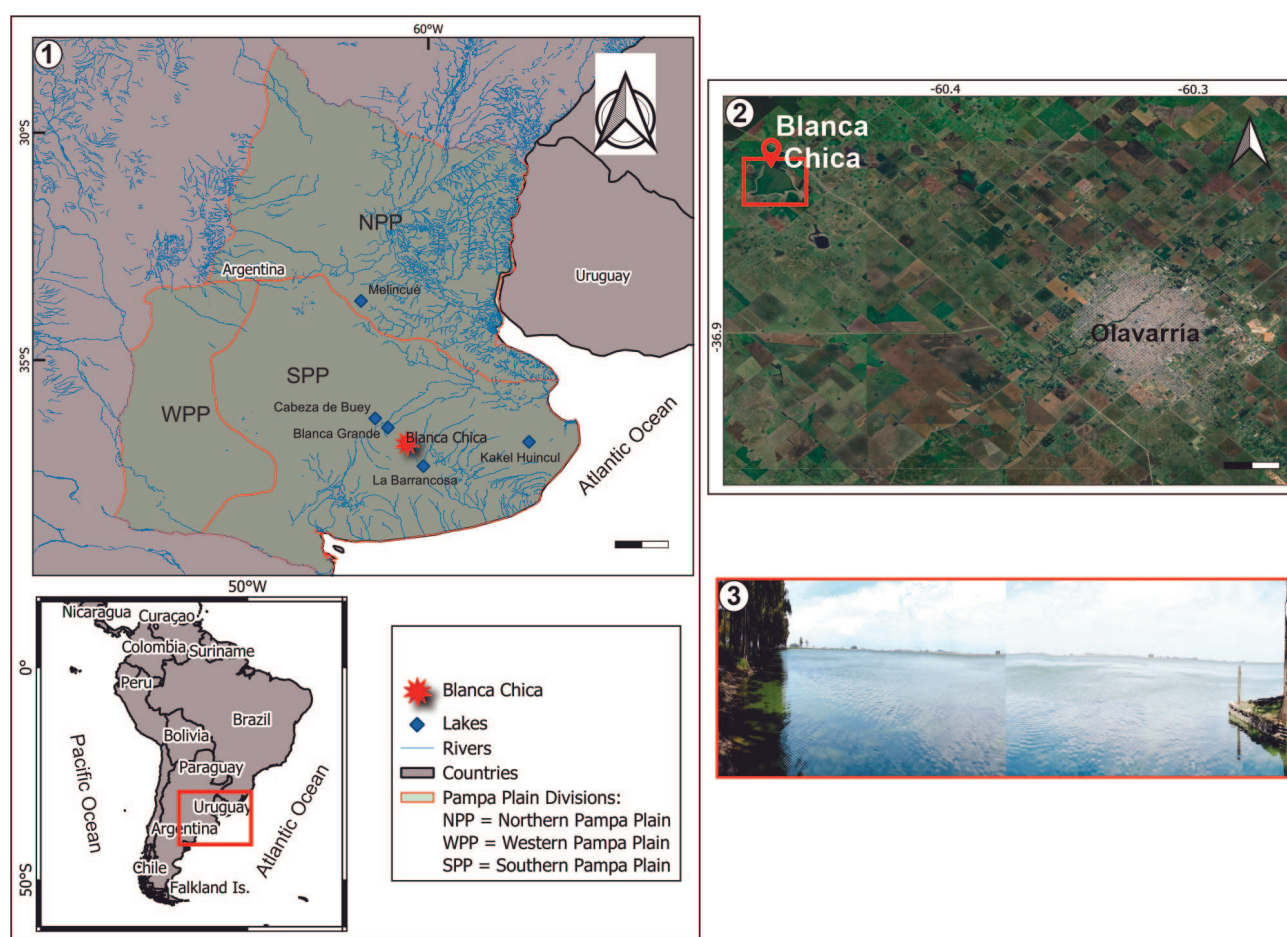 1
60°W
30°S
35°S
NPP
Argentina
Uruguay
Melincué
SPP
WPP
Cabeza de Buey
Blanca Grande
Blanca Chica
Kakel Huincul
La Barrancosa
Atlantic Ocean
50°W
0°
50°S
Nicaragua
Curaçao
Colombia
Suriname
Peru
Brazil
Bolivia
Paraguay
Uruguay
Argentina
Chile
Falkland Is.
Pacific Ocean
Atlantic Ocean
Blanca Chica
Lakes
Rivers
Countries
Pampa Plain Divisions:
NPP = Northern Pampa Plain
WPP = Western Pampa Plain
SPP = Southern Pampa Plain
2
-60.4
-60.3
-36.9
Blanca
Chica
Olavarría
3